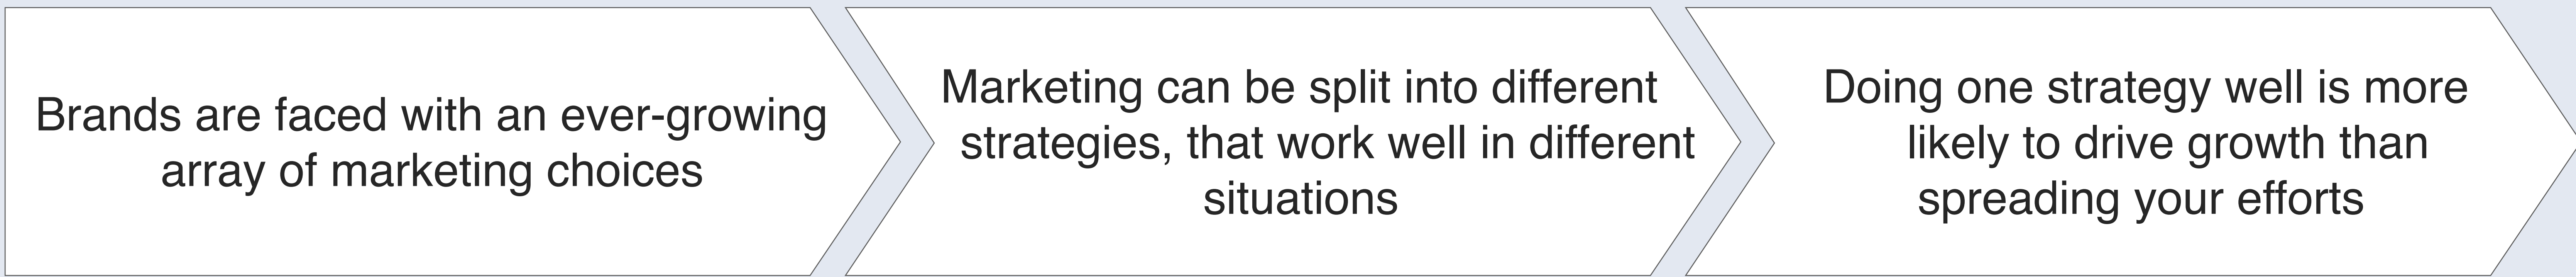 Brands are faced with an ever-growing
array of marketing choices
Marketing can be split into different
strategies, that work well in different
situations
Doing one strategy well is more
likely to drive growth than
spreading your efforts